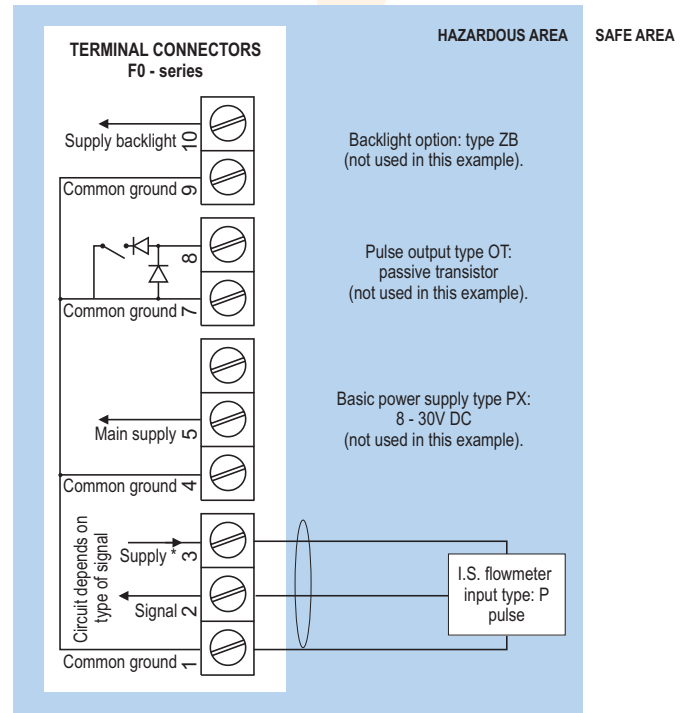 HAZARDOUS AREA
SAFE AREA
TERMINAL CONNECTORS
F0 - series
Supply backlight 10
Backlight option: type ZB
(not used in this example).
Common ground 9
8
Pulse output type OT:
passive transistor
(not used in this example).
Common ground 7
Basic power supply type PX:
8 - 30V DC
(not used in this example).
Main supply 5
Common ground 4
Circuit depends on
type of signal
Supply * 3
I.S. flowmeter
input type: P
pulse
Signal 2
Common ground 1